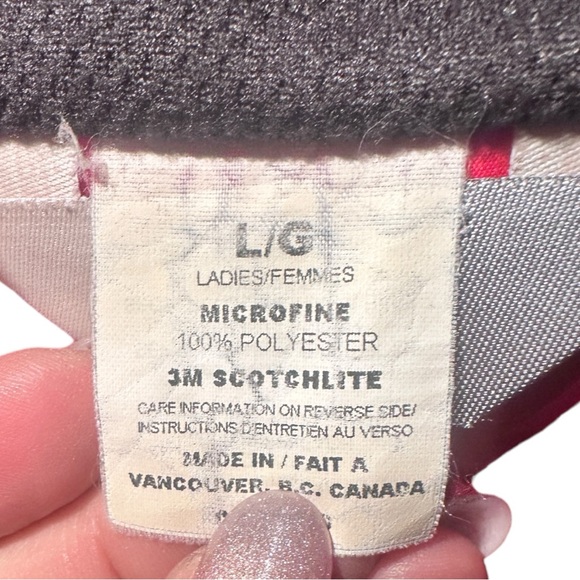 L/G
LADIES/FEMMES
MICROFINE
100% POLYESTER
3M SCOTCHLITE
CARE INFORMATION ON REVERSE SIDE/
INSTRUCTIONS D'ENTRETIEN AU VERSO
MADE IN / FAIT A
VANCOUVER, B.C. CANADA